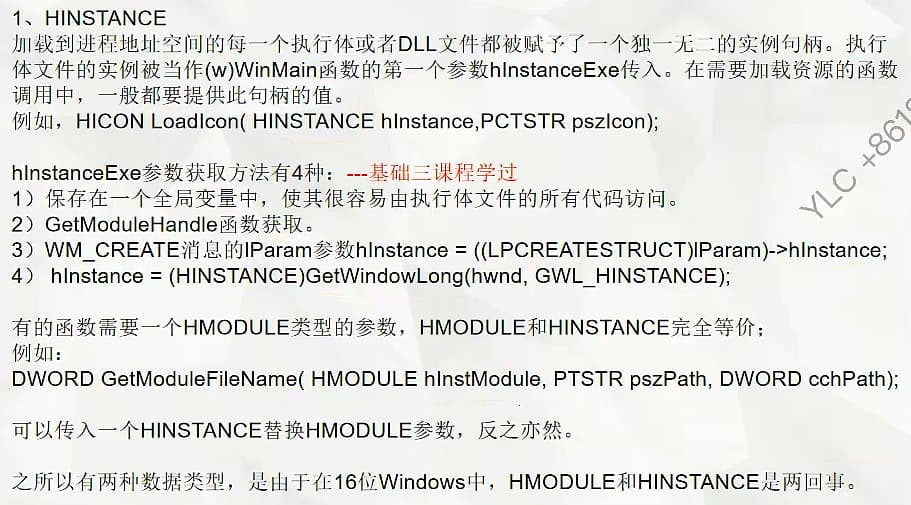 1、HINSTANCE
加载到进程地址空间的每一个执行体或者DLL文件都被赋予了一个独一无二的实例句柄。执行
体文件的实例被当作(w)WinMain函数的第一个参数hInstanceExe传入。在需要加载资源的函数
调用中，一般都要提供此句柄的值。
例如，HICON LoadIcon( HINSTANCE hInstance,PCTSTR pszIcon);
hInstanceExe参数获取方法有4种：---基础三课程学过
1）保存在一个全局变量中，使其很容易由执行体文件的所有代码访问。
2）GetModuleHandle函数获取。
3）WM_CREATE消息的lParam参数hInstance = ((LPCREATESTRUCT)lParam)->hInstance;
4） hInstance = (HINSTANCE)GetWindowLong(hwnd, GWL_HINSTANCE);
有的函数需要一个HMODULE类型的参数，HMODULE和HINSTANCE完全等价；
例如：
DWORD GetModuleFileName( HMODULE hInstModule, PTSTR pszPath, DWORD cchPath);
可以传入一个HINSTANCE替换HMODULE参数，反之亦然。
之所以有两种数据类型，是由于在16位Windows中，HMODULE和HINSTANCE是两回事。
YLC +861